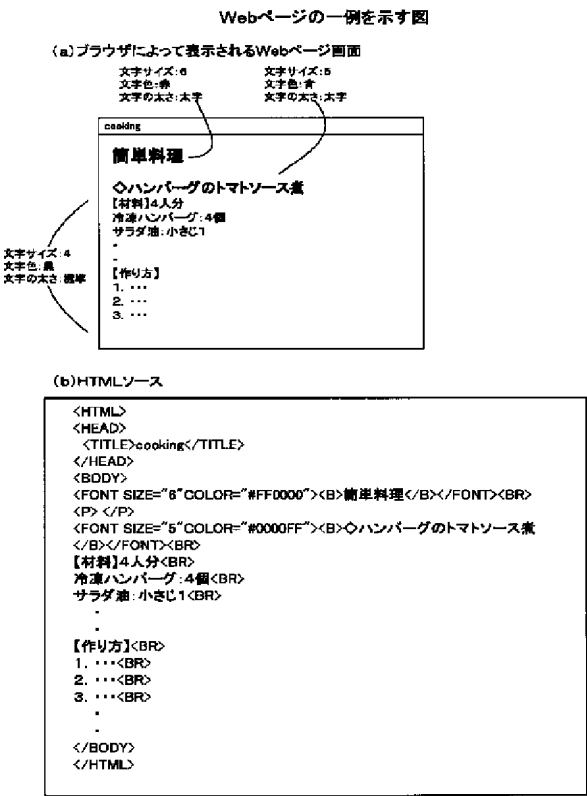 Webページの一例を示す図
(a)ブラウザによって表示されるWebページ画面
文字サイズ:6
文字色:赤
文字の太さ:太字
文字サイズ:5
文字色:青
文字の太さ:太字
cooking
簡単料理
◇ハンバーグのトマトソース煮
【材料】4人分
冷凍ハンバーグ:4個
サラダ油:小さじ1
・
・
【作り方】
1. ・・・
2. ・・・
3. ・・・
文字サイズ:4
文字色:黒
文字の太さ:標準
(b)HTMLソース
<HTML>
<HEAD>
<TITLE>cooking</TITLE>
</HEAD>
<BODY>
<FONT SIZE="6"COLOR="#FF0000"><B>簡単料理</B></FONT><BR>
<P> </P>
<FONT SIZE="5"COLOR="#0000FF"><B>◇ハンバーグのトマトソース煮
</B></FONT><BR>
【材料】4人分<BR>
冷凍ハンバーグ:4個<BR>
サラダ油:小さじ1<BR>
・
・
【作り方】<BR>
1. ・・・<BR>
2. ・・・<BR>
3. ・・・<BR>
・
・
</BODY>
</HTML>